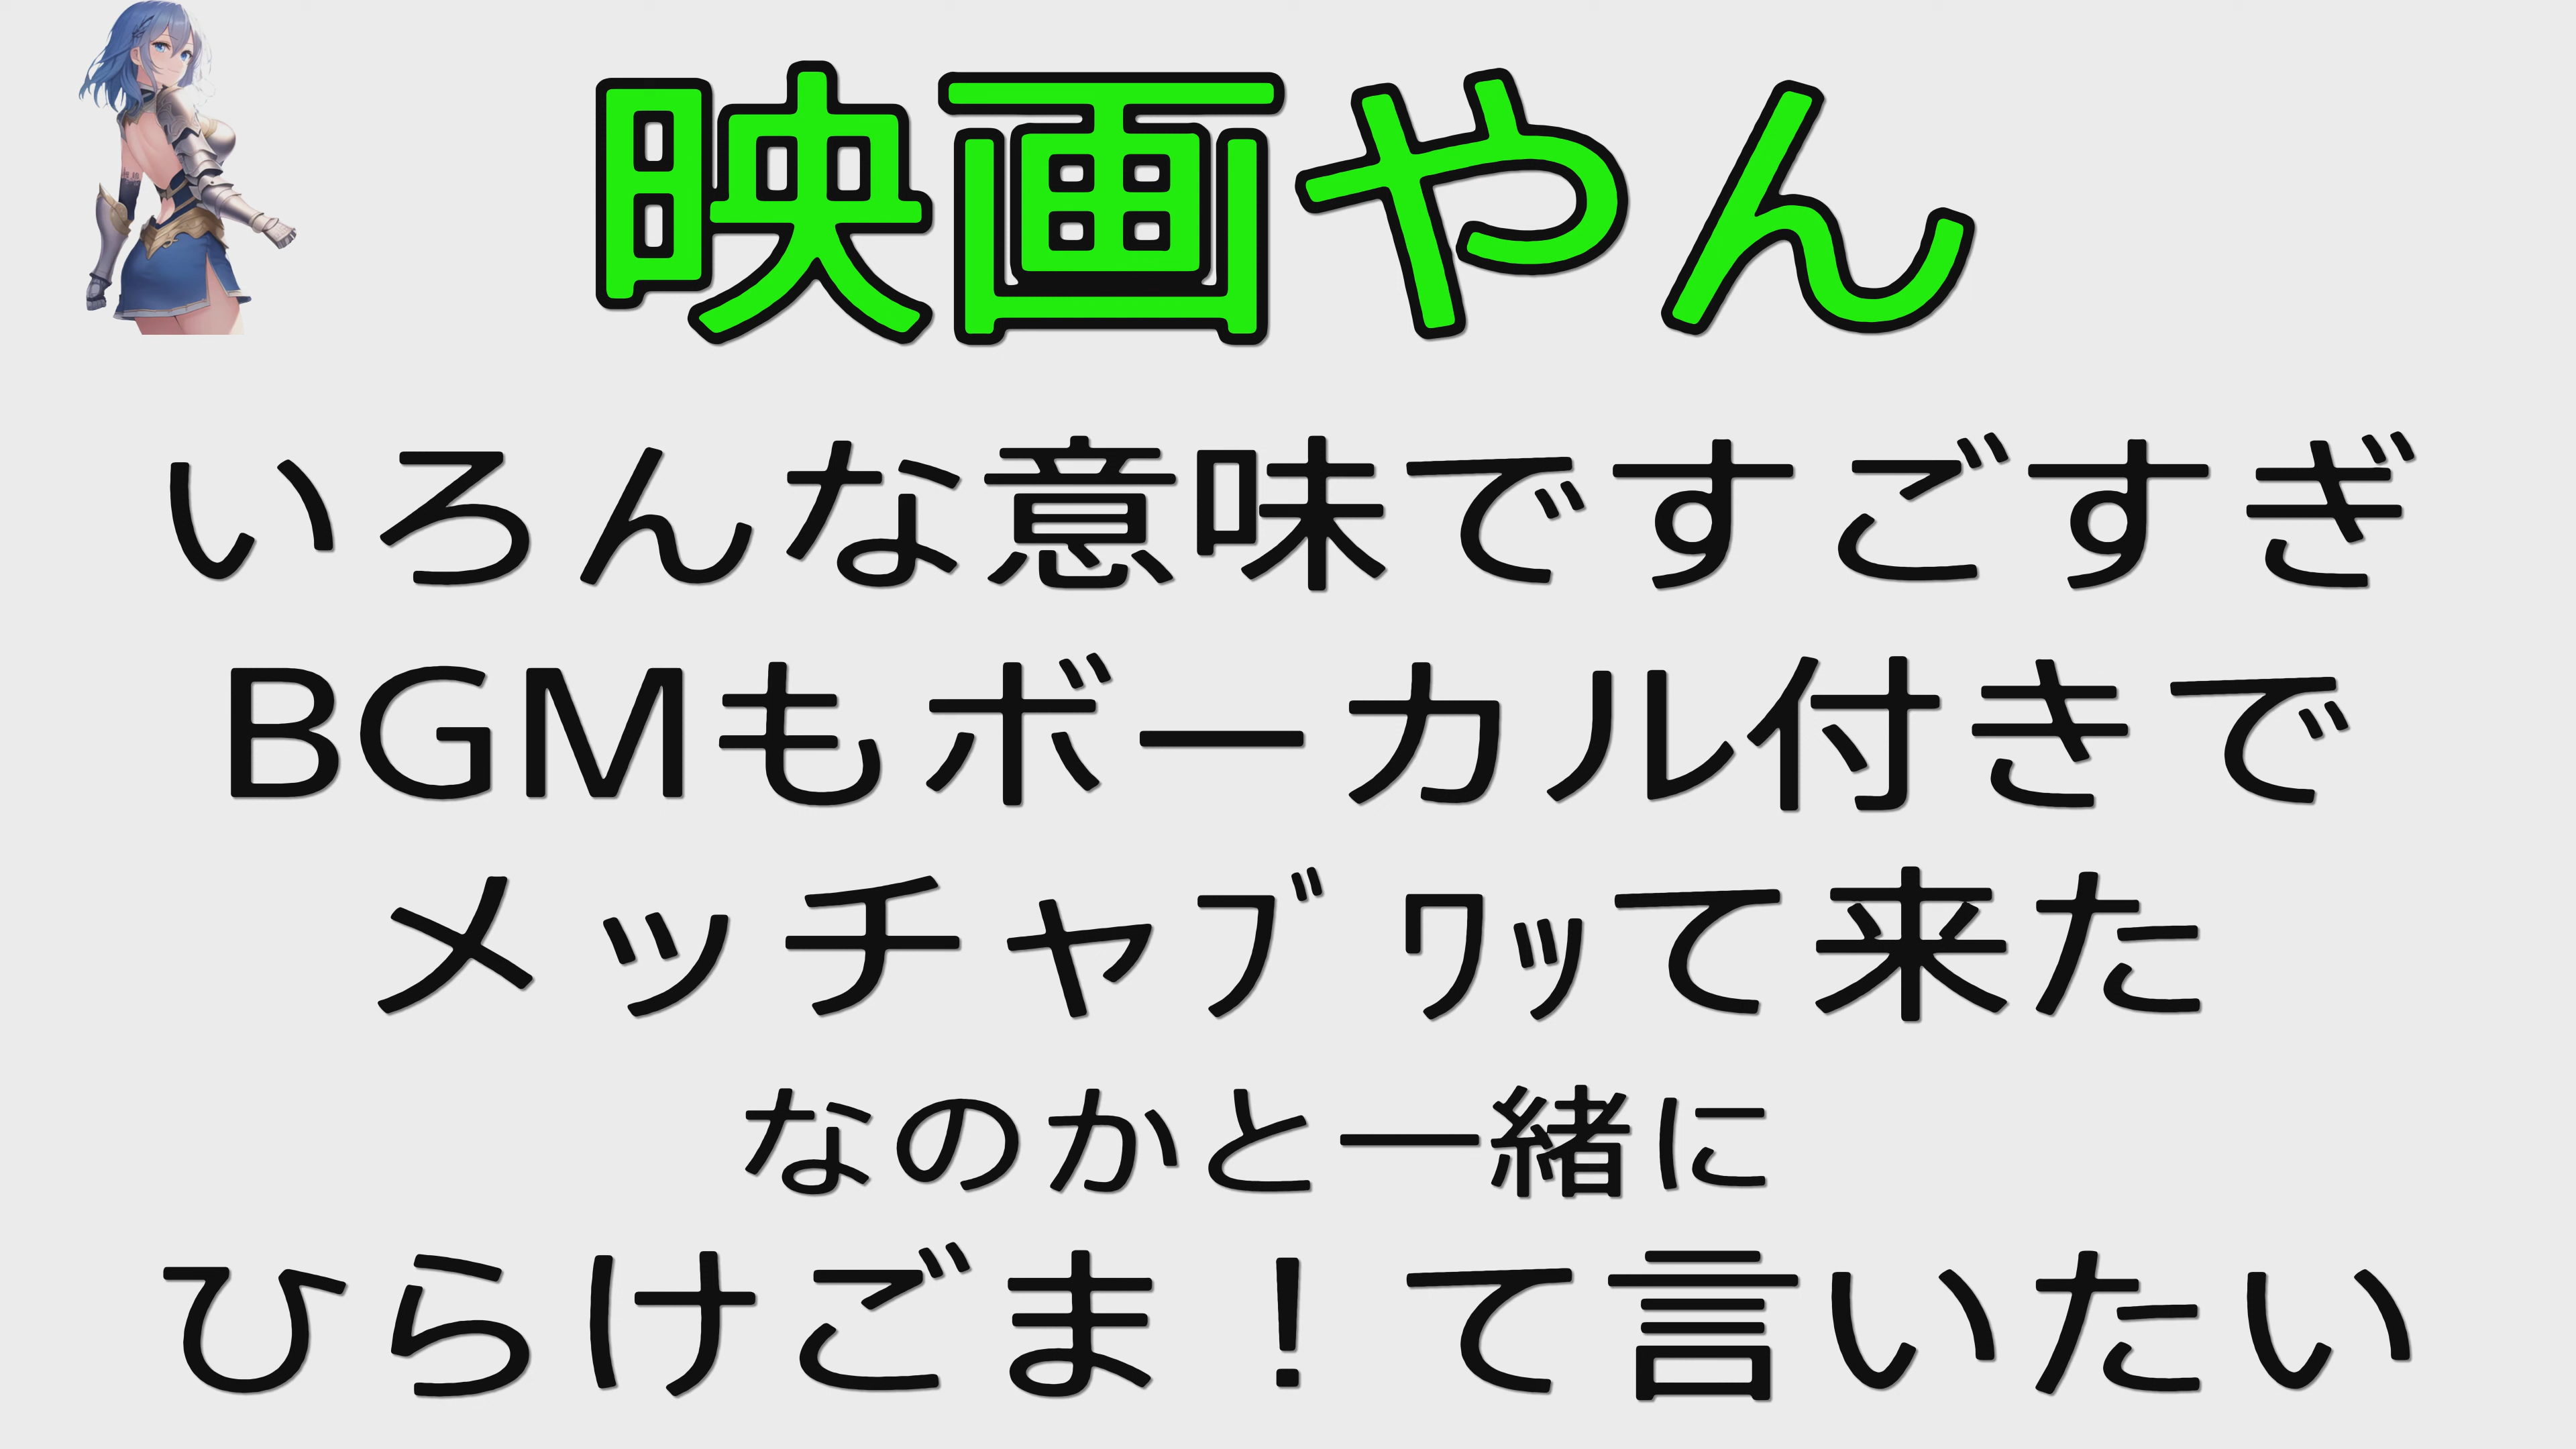 映画やん
いろんな意味ですごすぎ
BGMもボーカル付きで
メッチャﾌﾞﾜｯて来た
なのかと一緒に
ひらけごま！て言いたい